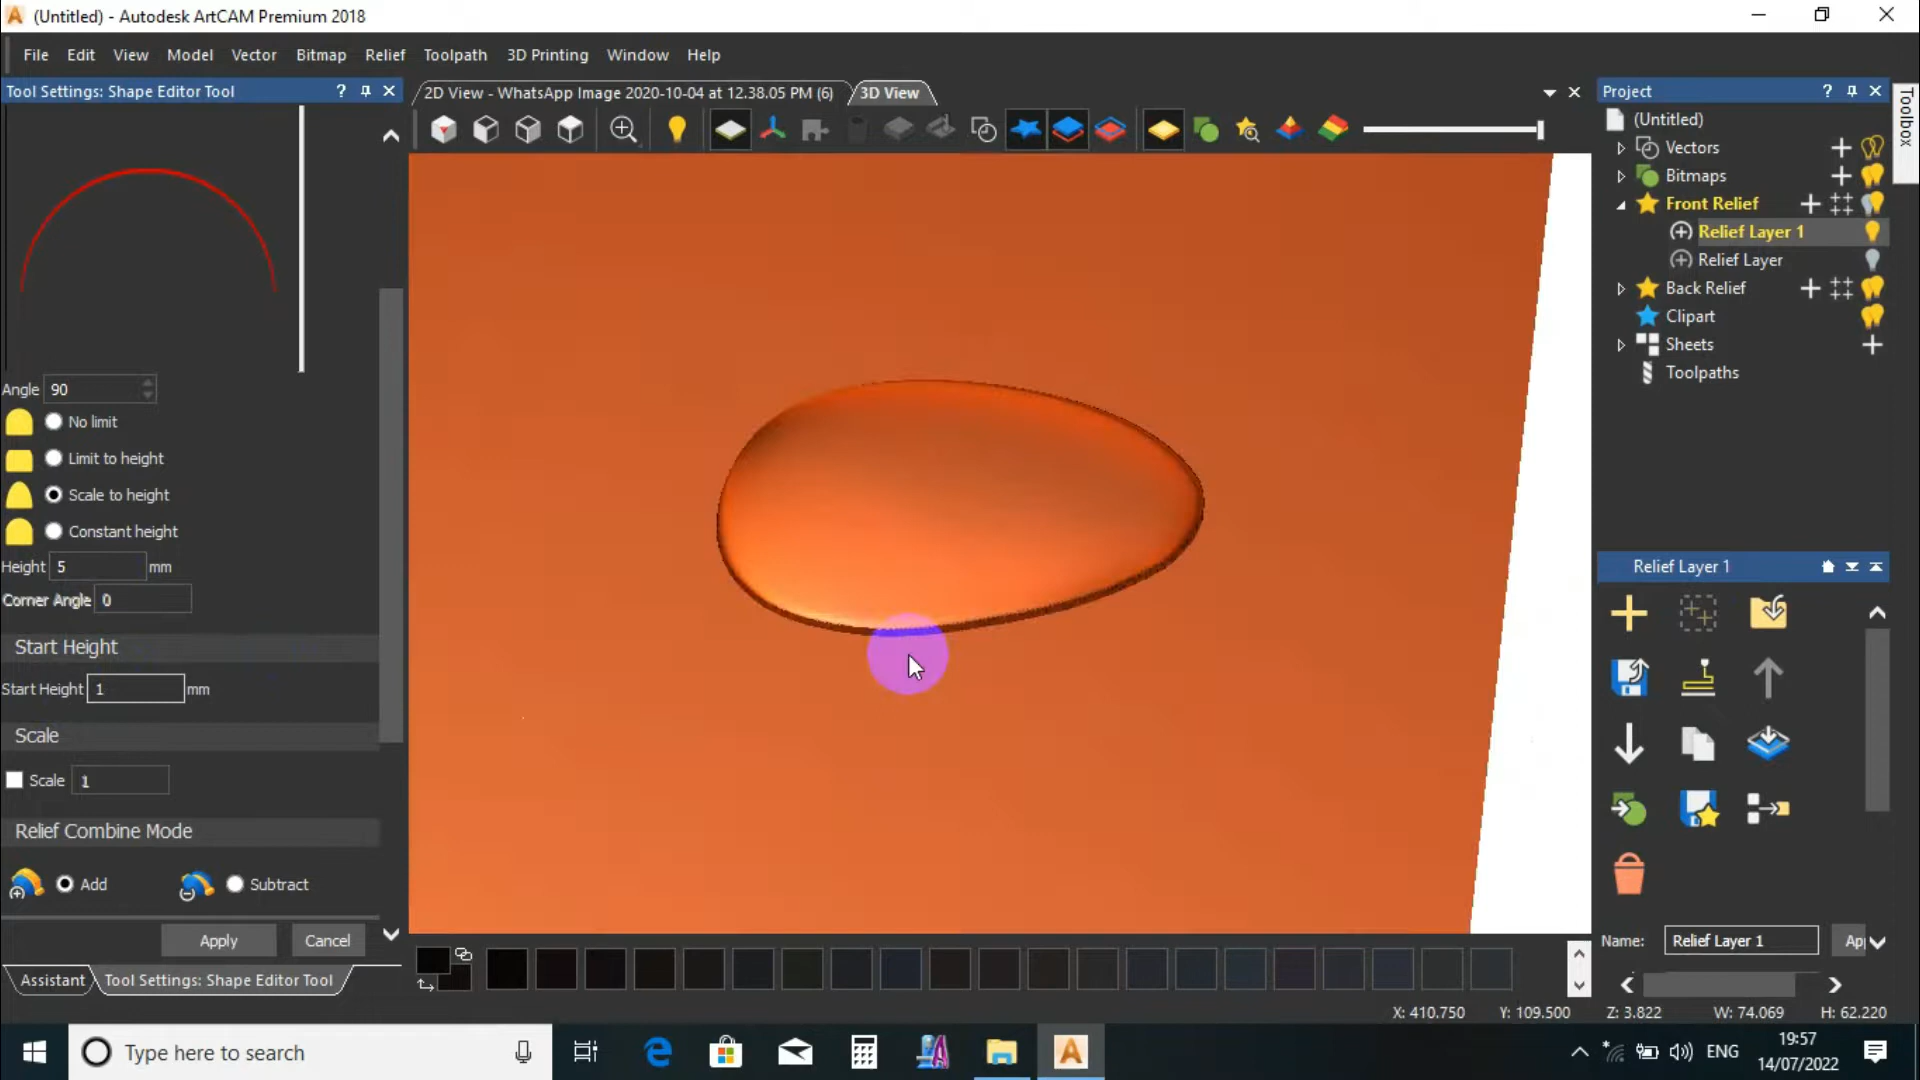 (Untitled) - Autodesk ArtCAM Premium 2018
File Edit View Model Vector Bitmap Relief Toolpath 3D Printing Window Help
Tool Settings: Shape Editor Tool ?
2D View - WhatsApp Image 2020-10-04 at 12.38.05 PM (6) 3D View
Project ?
Toolbox
(Untitled)
Vectors
Bitmaps
Front Relief
Relief Layer 1
Relief Layer
Back Relief
Clipart
Sheets
Toolpaths
Angle 90
No limit
Limit to height
Scale to height
Constant height
Height 5 mm
Corner Angle 0
Start Height
Start Height 1 mm
Scale
Scale 1
Relief Combine Mode
Add Subtract
Apply Cancel
Assistant Tool Settings: Shape Editor Tool
Relief Layer 1
Name: Relief Layer 1 Ap
X: 410.750 Y: 109.500 Z: 3.822 W: 74.069 H: 62.220
Type here to search
ENG
19:57
14/07/2022